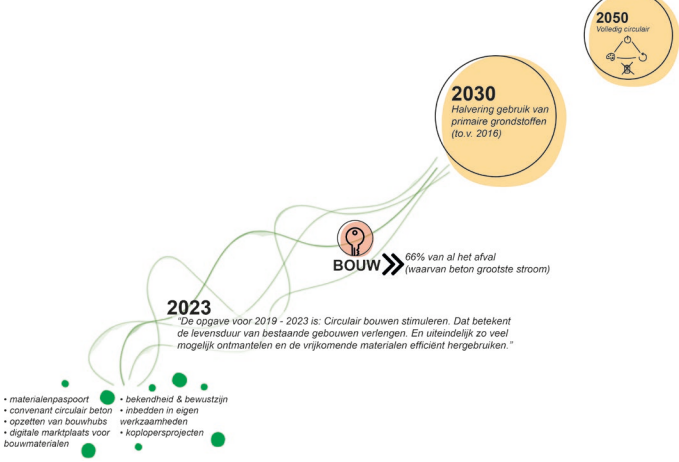 2050
Volledig circulair
2030
Halvering gebruik van
primaire grondstoffen
(to.v. 2016)
BOUW
66% van al het afval
(waarvan beton grootste stroom)
2023
"De opgave voor 2019 - 2023 is: Circulair bouwen stimuleren. Dat betekent
de levensduur van bestaande gebouwen verlengen. En uiteindelijk zo veel
mogelijk ontmantelen en de vrijkomende materialen efficiënt hergebruiken."
• materialenpaspoort
• convenant circulair beton
• opzetten van bouwhubs
• digitale marktplaats voor
bouwmaterialen
• bekendheid & bewustzijn
• inbedden in eigen
werkzaamheden
• koplopersprojecten